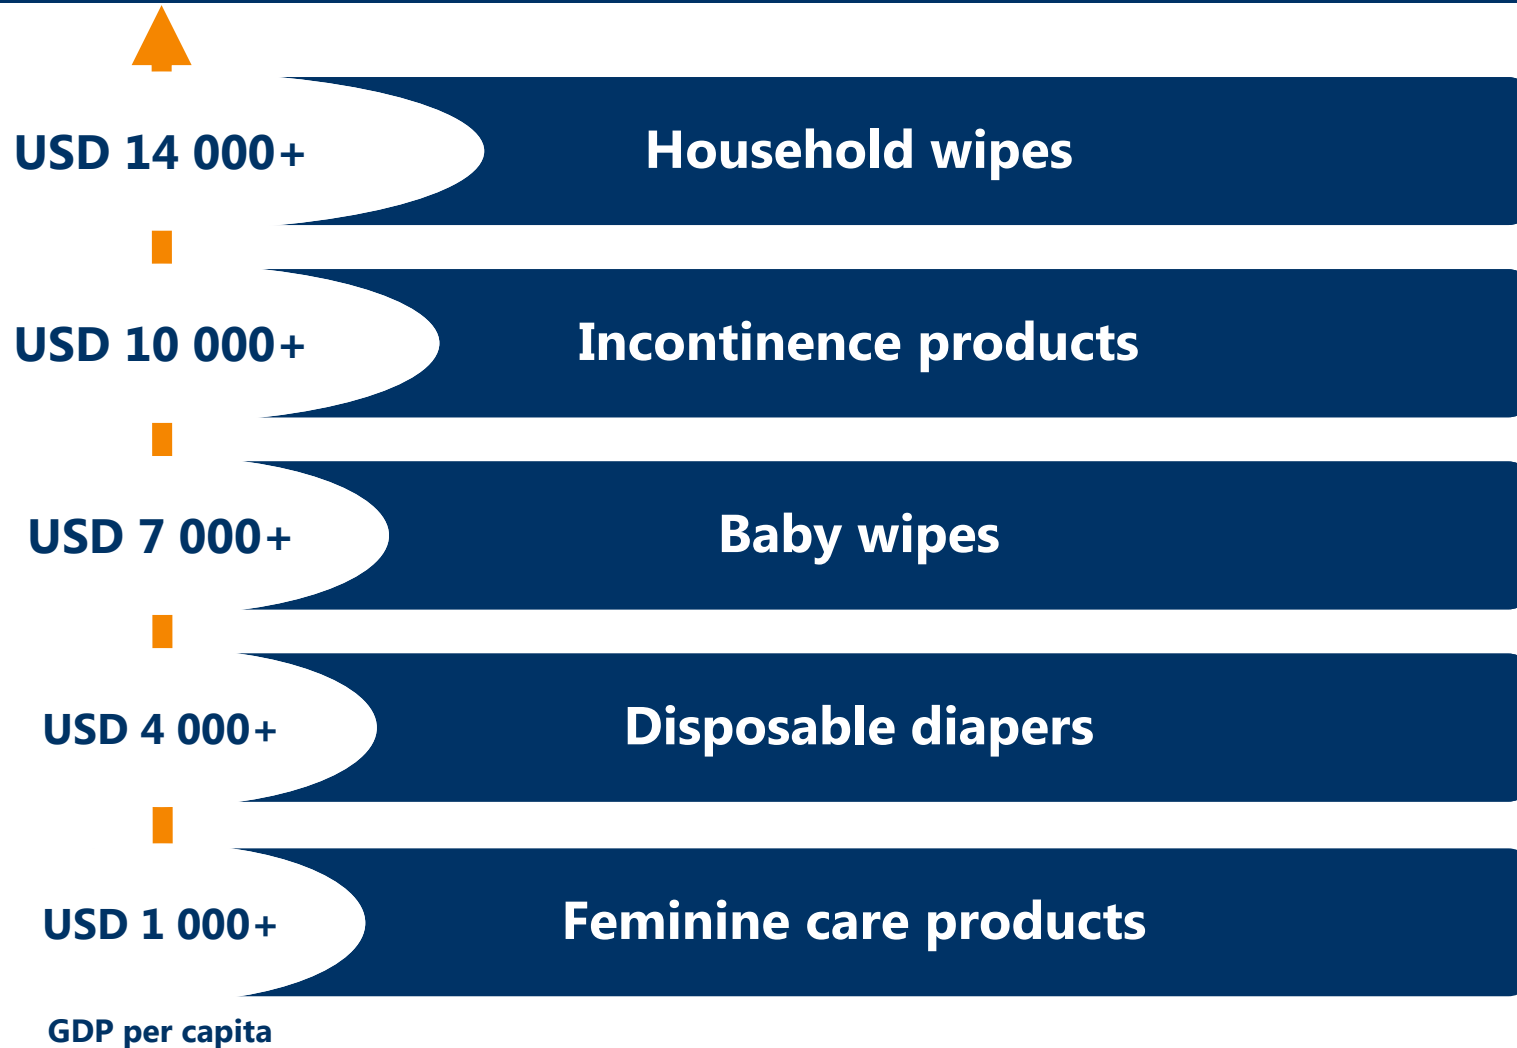 USD 14 000+
Household wipes
USD 10 000+
Incontinence products
USD 7 000+
Baby wipes
USD 4 000+
Disposable diapers
USD 1 000+
Feminine care products
GDP per capita